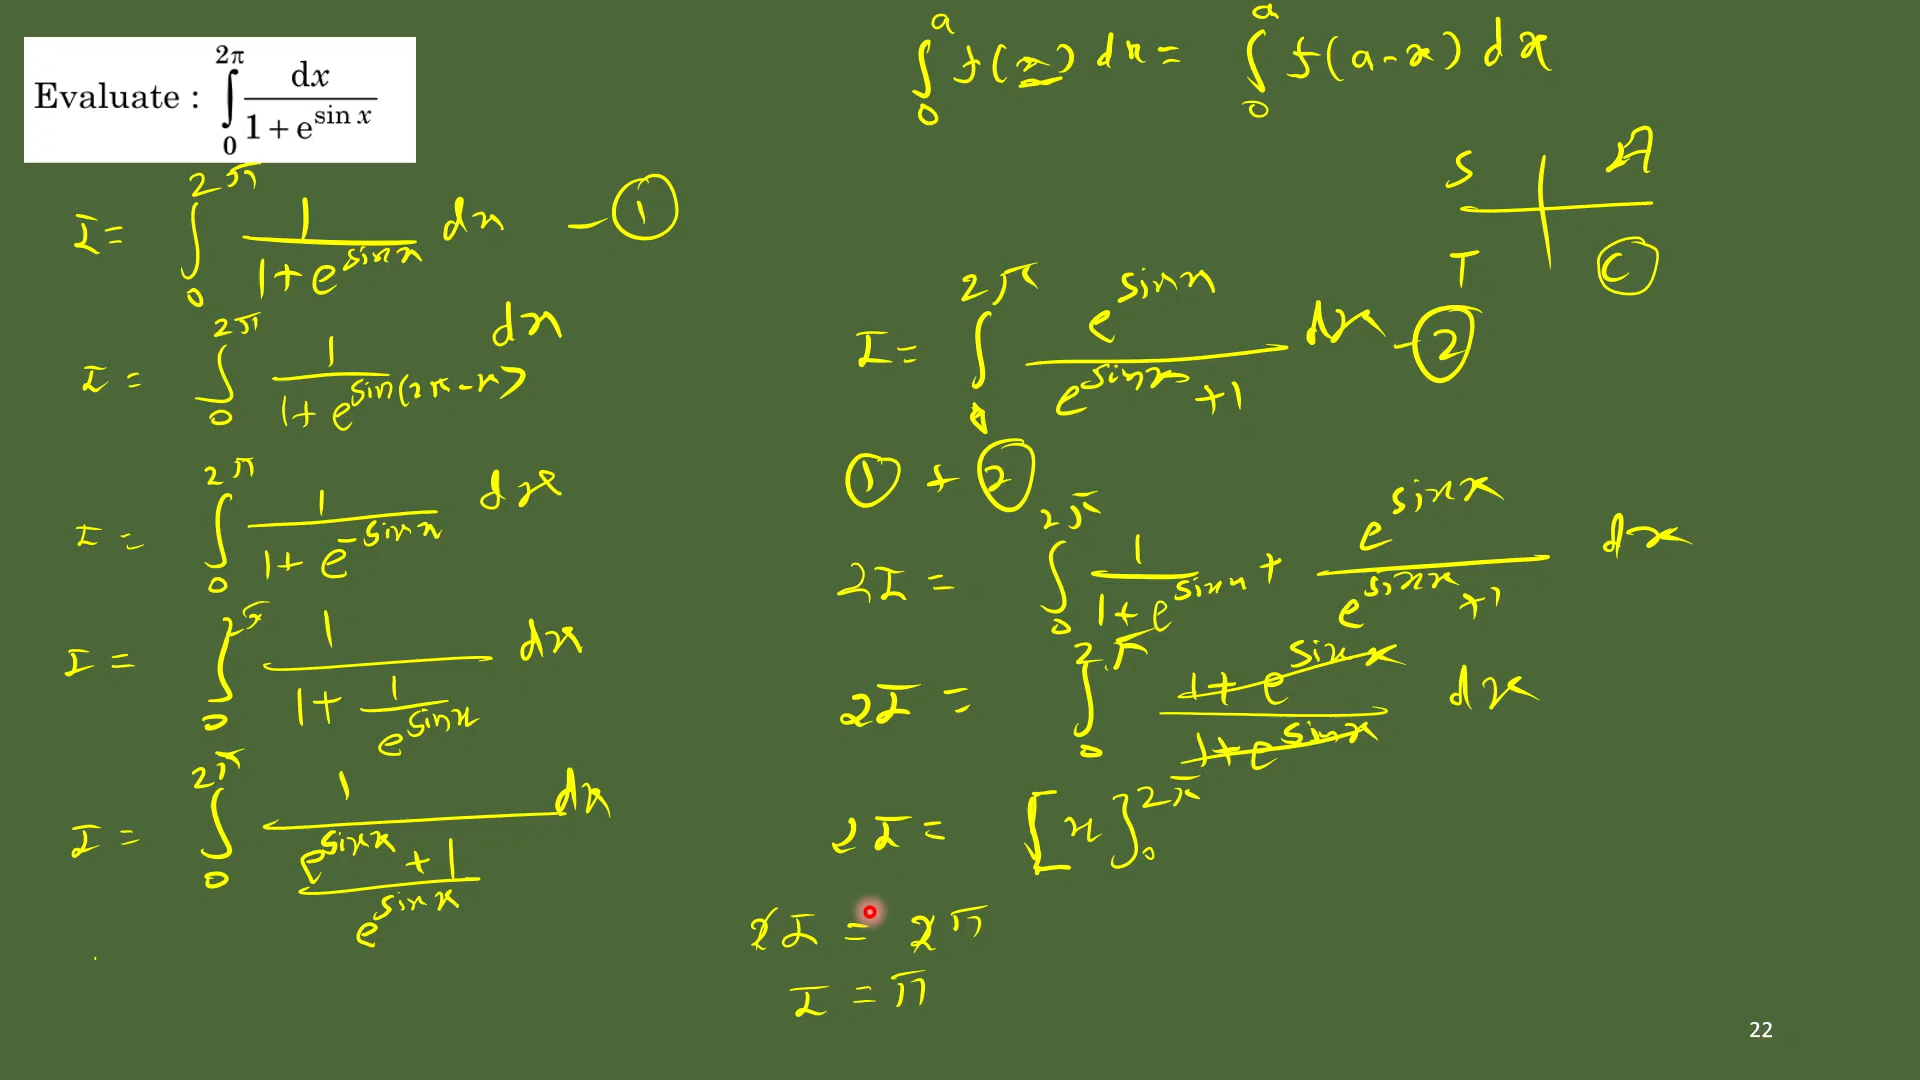 Evaluate : ∫₀^{2π} dx / (1 + e^{sin x})
∫₀^a f(x) dx = ∫₀^a f(a-x) dx
I = ∫₀^{2π} 1 / (1 + e^{sin x}) dx – ①
I = ∫₀^{2π} 1 / (1 + e^{sin(2π - x)}) dx
I = ∫₀^{2π} 1 / (1 + e^{-sin x}) dx
I = ∫₀^{2π} 1 / (1 + 1 / e^{sin x}) dx
I = ∫₀^{2π} 1 / ((e^{sin x} + 1) / e^{sin x}) dx
S A
T C
I = ∫₀^{2π} e^{sin x} / (e^{sin x} + 1) dx – ②
① + ②
2I = ∫₀^{2π} 1 / (1 + e^{sin x}) + e^{sin x} / (e^{sin x} + 1) dx
2I = ∫₀^{2π} (1 + e^{sin x}) / (1 + e^{sin x}) dx
2I = [x]₀^{2π}
2I = 2π
I = π
22